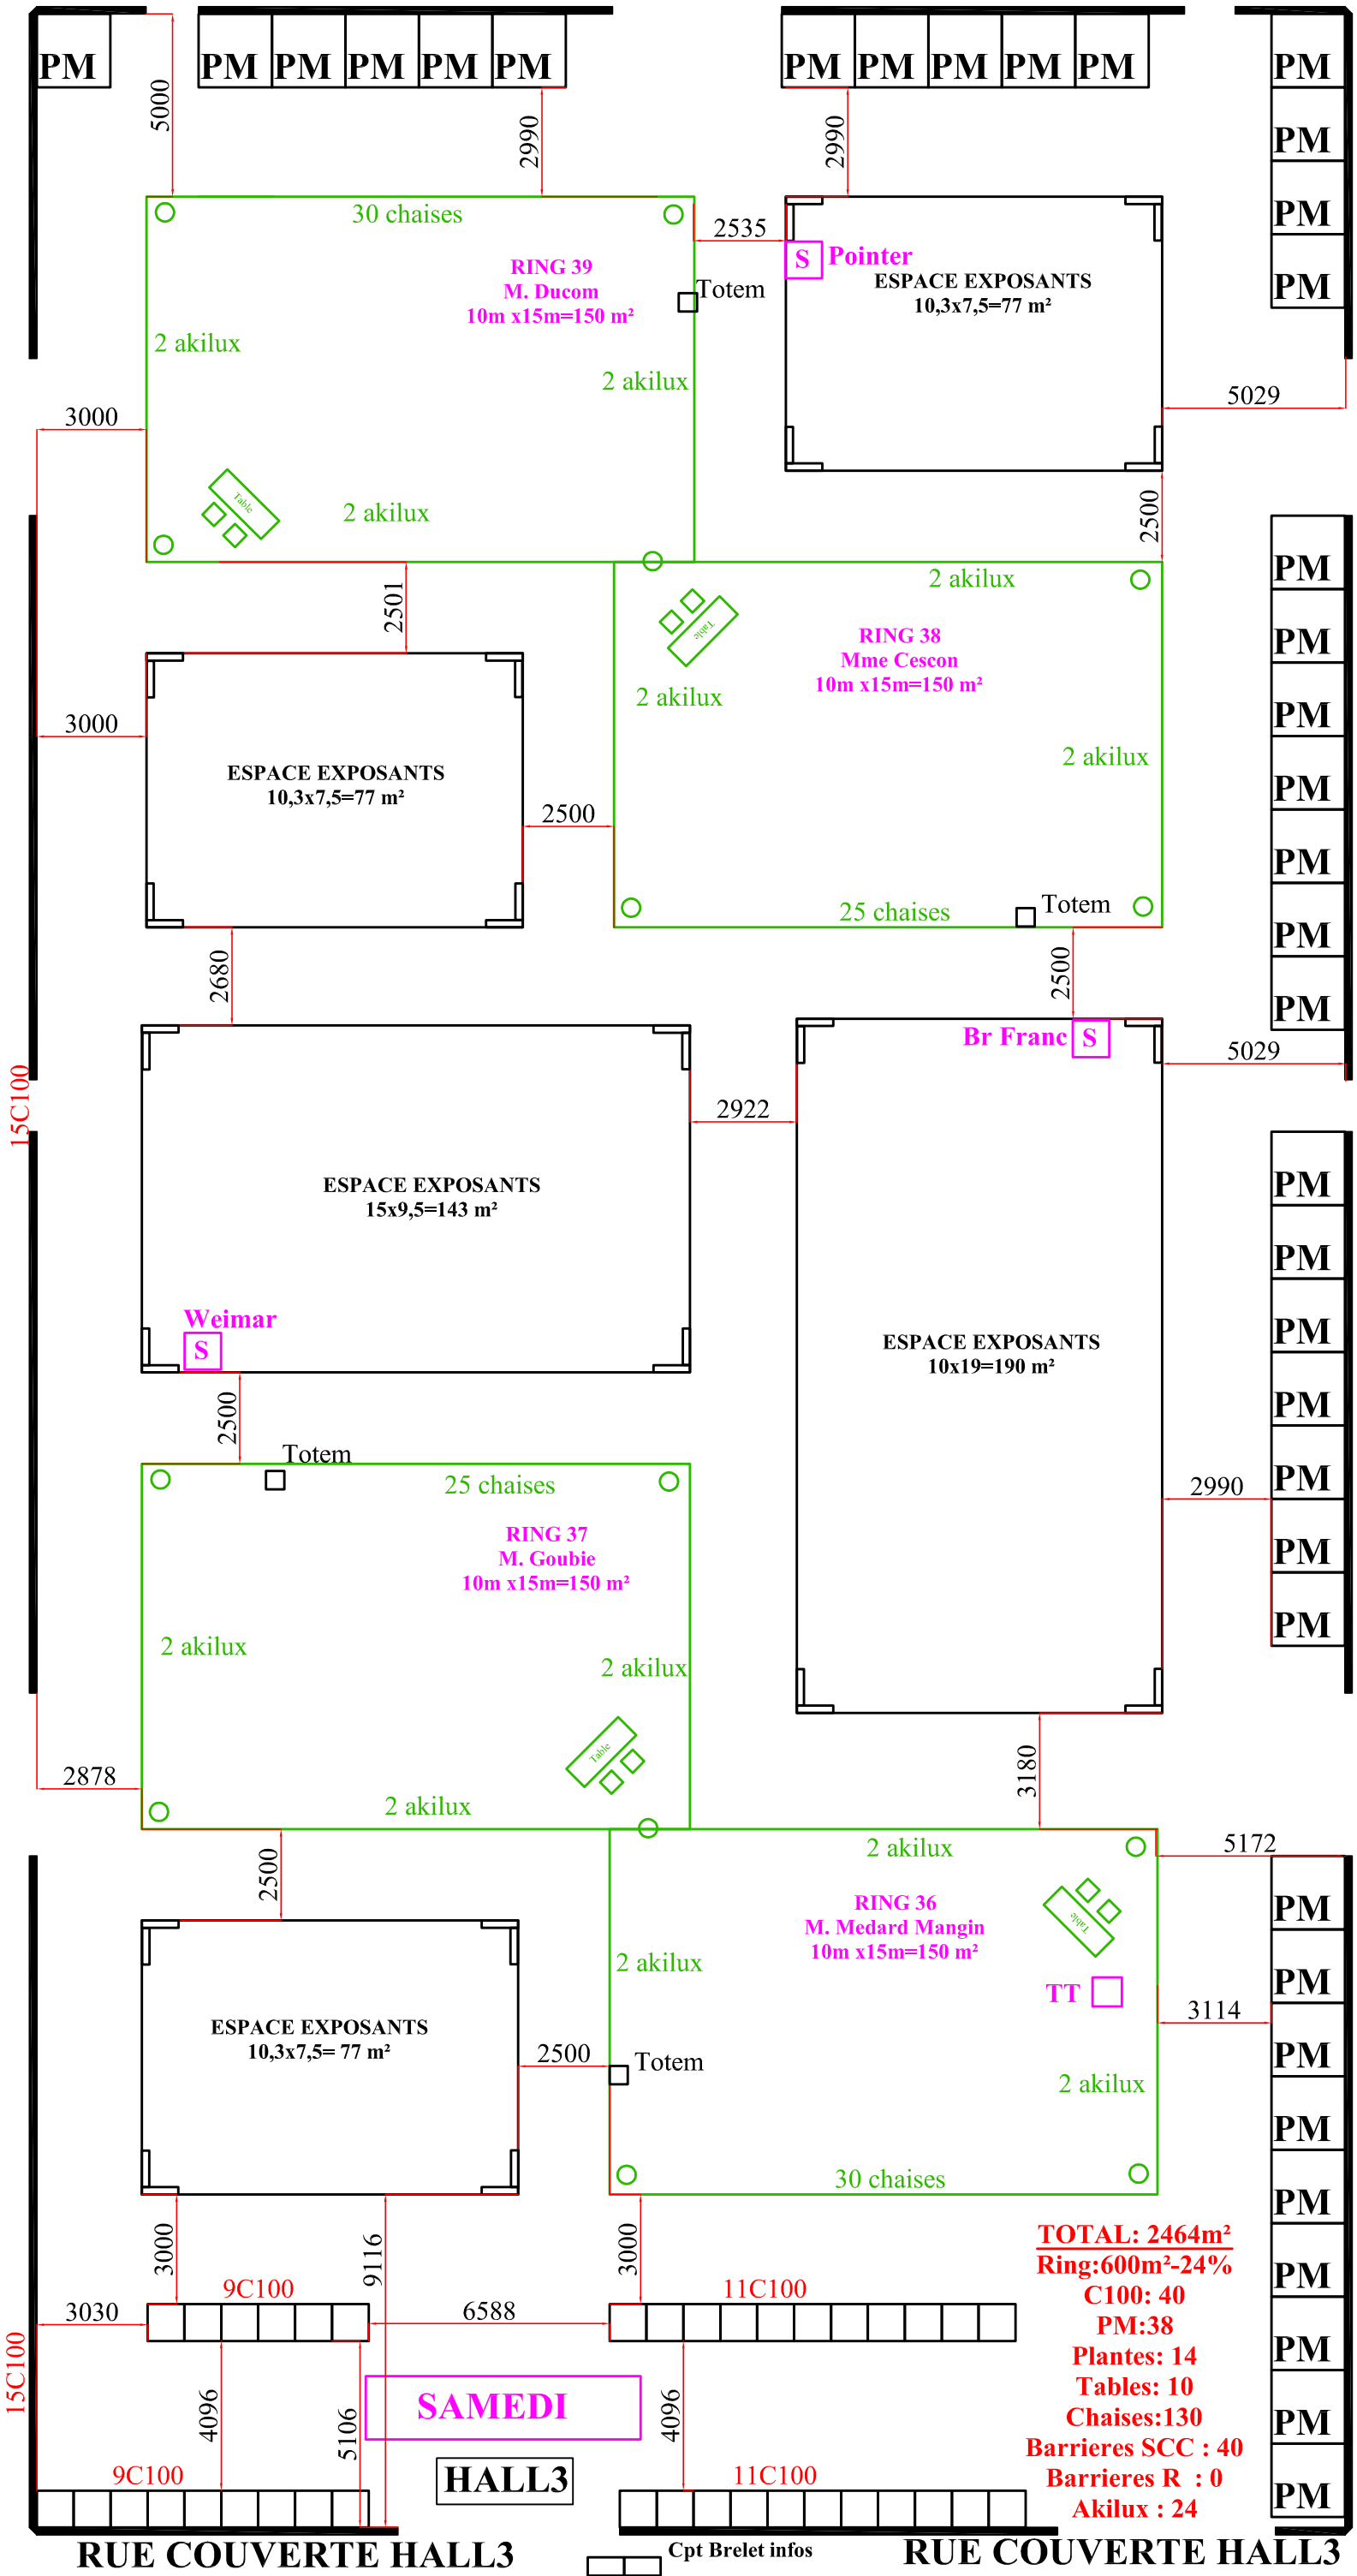 PM PM PM PM PM PM PM PM PM PM PM PM
5000
2990
2990
PM
PM
PM
30 chaises
2535
RING 39
M. Ducom
10m x15m=150 m²
Totem
S Pointer
ESPACE EXPOSANTS
10,3x7,5=77 m²
2 akilux
2 akilux
5029
3000
Table
2 akilux
2500
2501
2 akilux
PM
Table
RING 38
Mme Cescon
10m x15m=150 m²
PM
2 akilux
PM
3000
2 akilux
ESPACE EXPOSANTS
10,3x7,5=77 m²
PM
2500
PM
25 chaises
Totem
PM
2680
2500
PM
Br Franc S
5029
15C100
2922
ESPACE EXPOSANTS
15x9,5=143 m²
PM
PM
Weimar
S
PM
ESPACE EXPOSANTS
10x19=190 m²
2500
PM
Totem
25 chaises
PM
2990
RING 37
M. Goubie
10m x15m=150 m²
PM
PM
2 akilux
2 akilux
Table
2878
2 akilux
3180
2500
2 akilux
5172
PM
RING 36
M. Medard Mangin
10m x15m=150 m²
Table
2 akilux
PM
TT
3114
ESPACE EXPOSANTS
10,3x7,5= 77 m²
2500
Totem
PM
2 akilux
PM
30 chaises
PM
3000
9116
3000
TOTAL: 2464m²
Ring:600m²-24%
C100: 40
PM:38
Plantes: 14
Tables: 10
Chaises:130
Barrieres SCC : 40
Barrieres R : 0
Akilux : 24
PM
9C100
11C100
3030
6588
PM
15C100
4096
5106
SAMEDI
4096
PM
9C100
HALL3
11C100
PM
RUE COUVERTE HALL3
Cpt Brelet infos
RUE COUVERTE HALL3